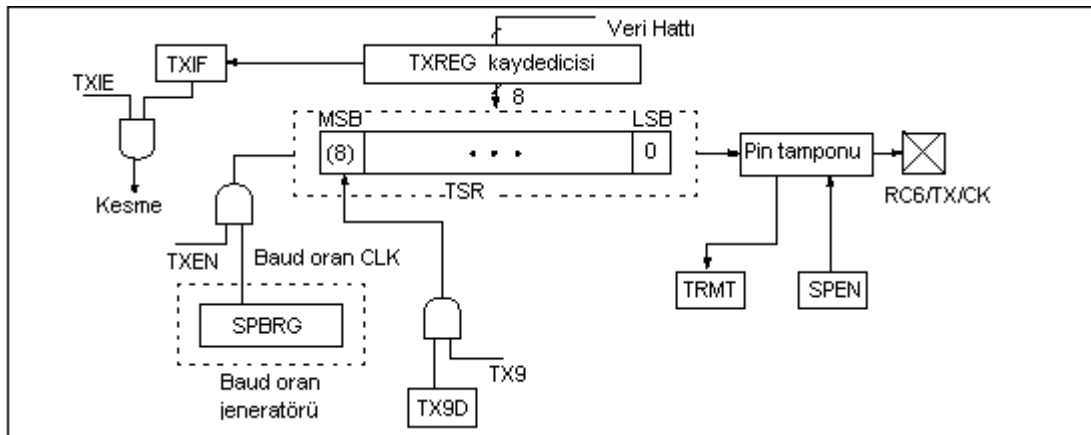 Veri Hattı
TXIF
TXREG kaydedicisi
TXIE
8
MSB
LSB
(8)
. . .
0
Pin tamponu
TSR
Kesme
RC6/TX/CK
TXEN
Baud oran CLK
TRMT
SPEN
SPBRG
TX9
Baud oran
jeneratörü
TX9D